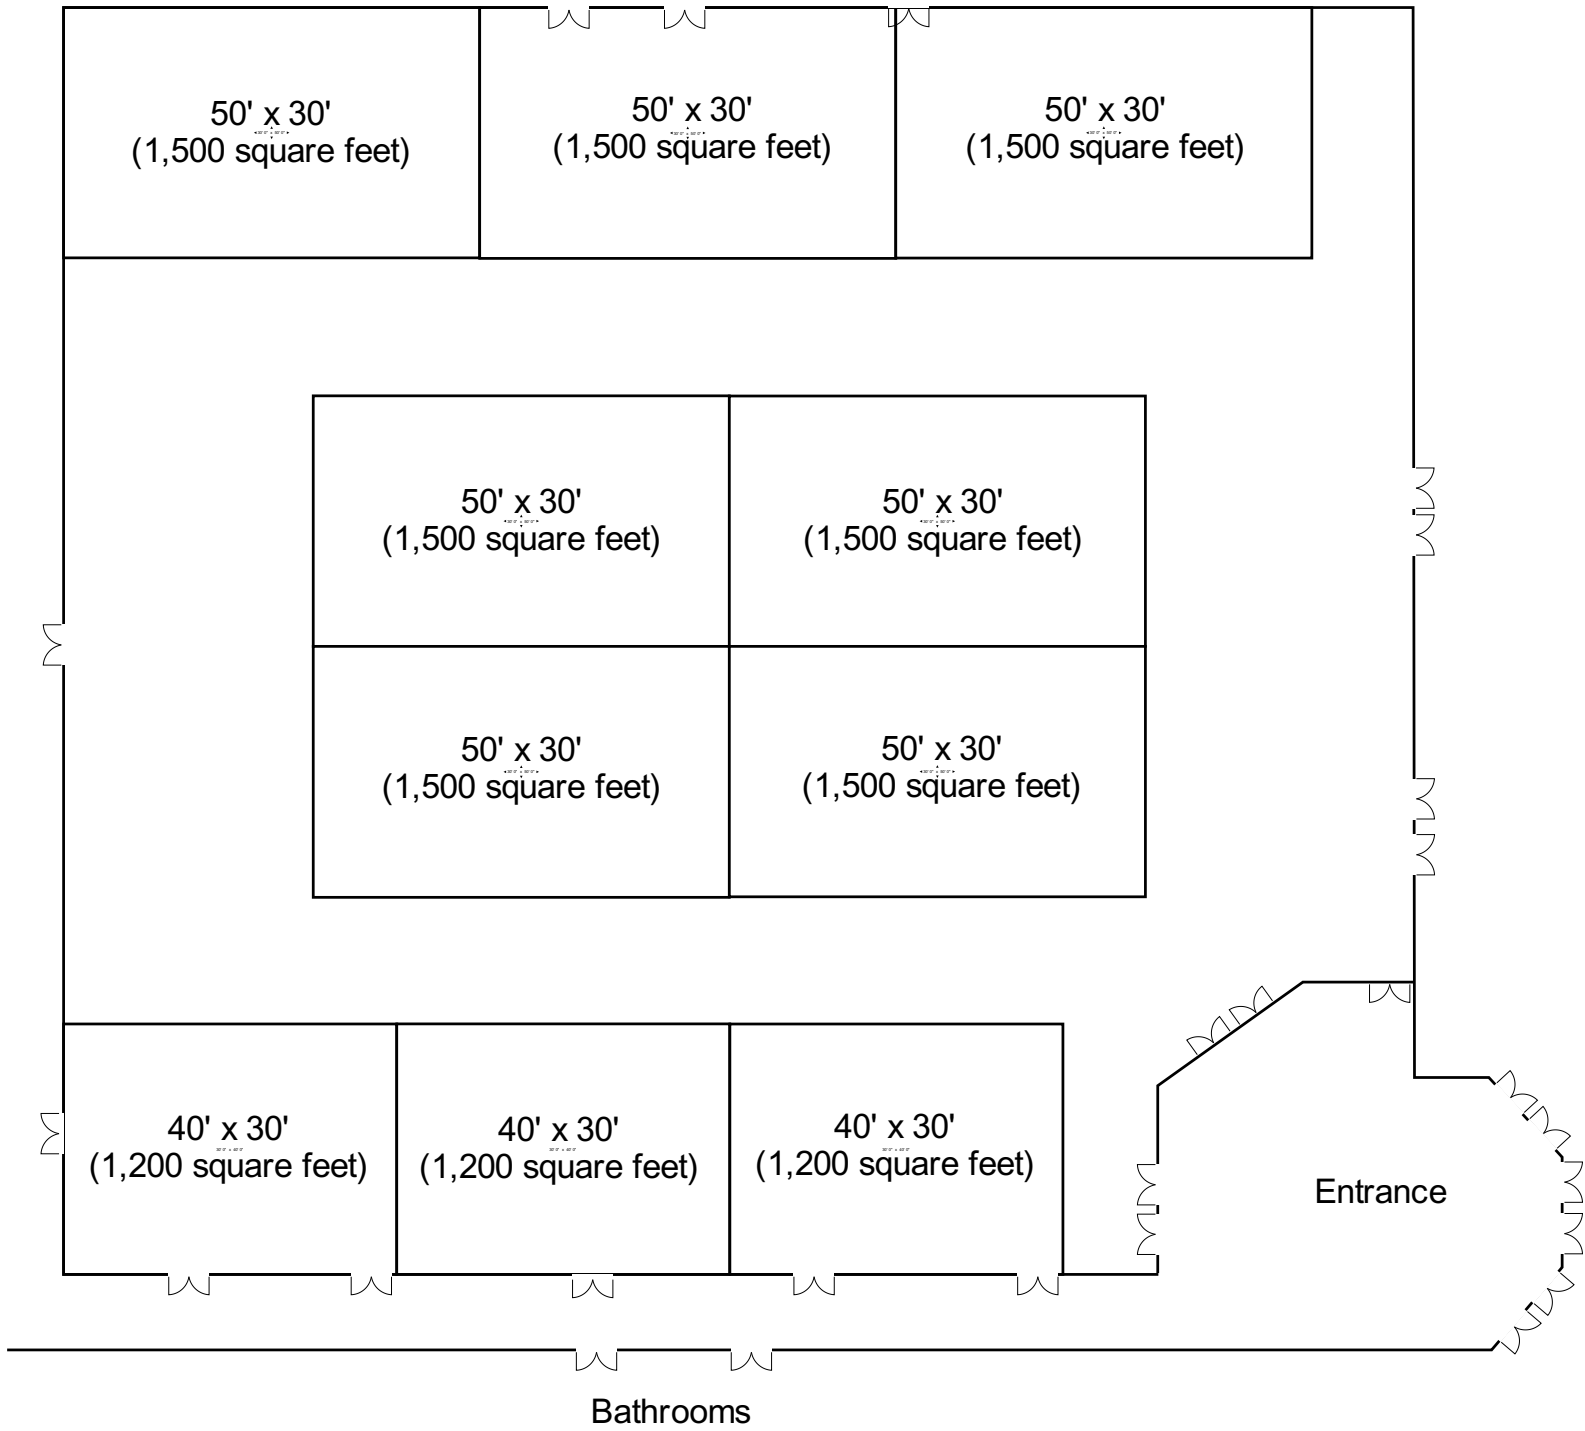 50' x 30'
(1,500 square feet)
50' x 30'
(1,500 square feet)
50' x 30'
(1,500 square feet)
50' x 30'
(1,500 square feet)
50' x 30'
(1,500 square feet)
50' x 30'
(1,500 square feet)
50' x 30'
(1,500 square feet)
40' x 30'
(1,200 square feet)
40' x 30'
(1,200 square feet)
40' x 30'
(1,200 square feet)
Entrance
Bathrooms